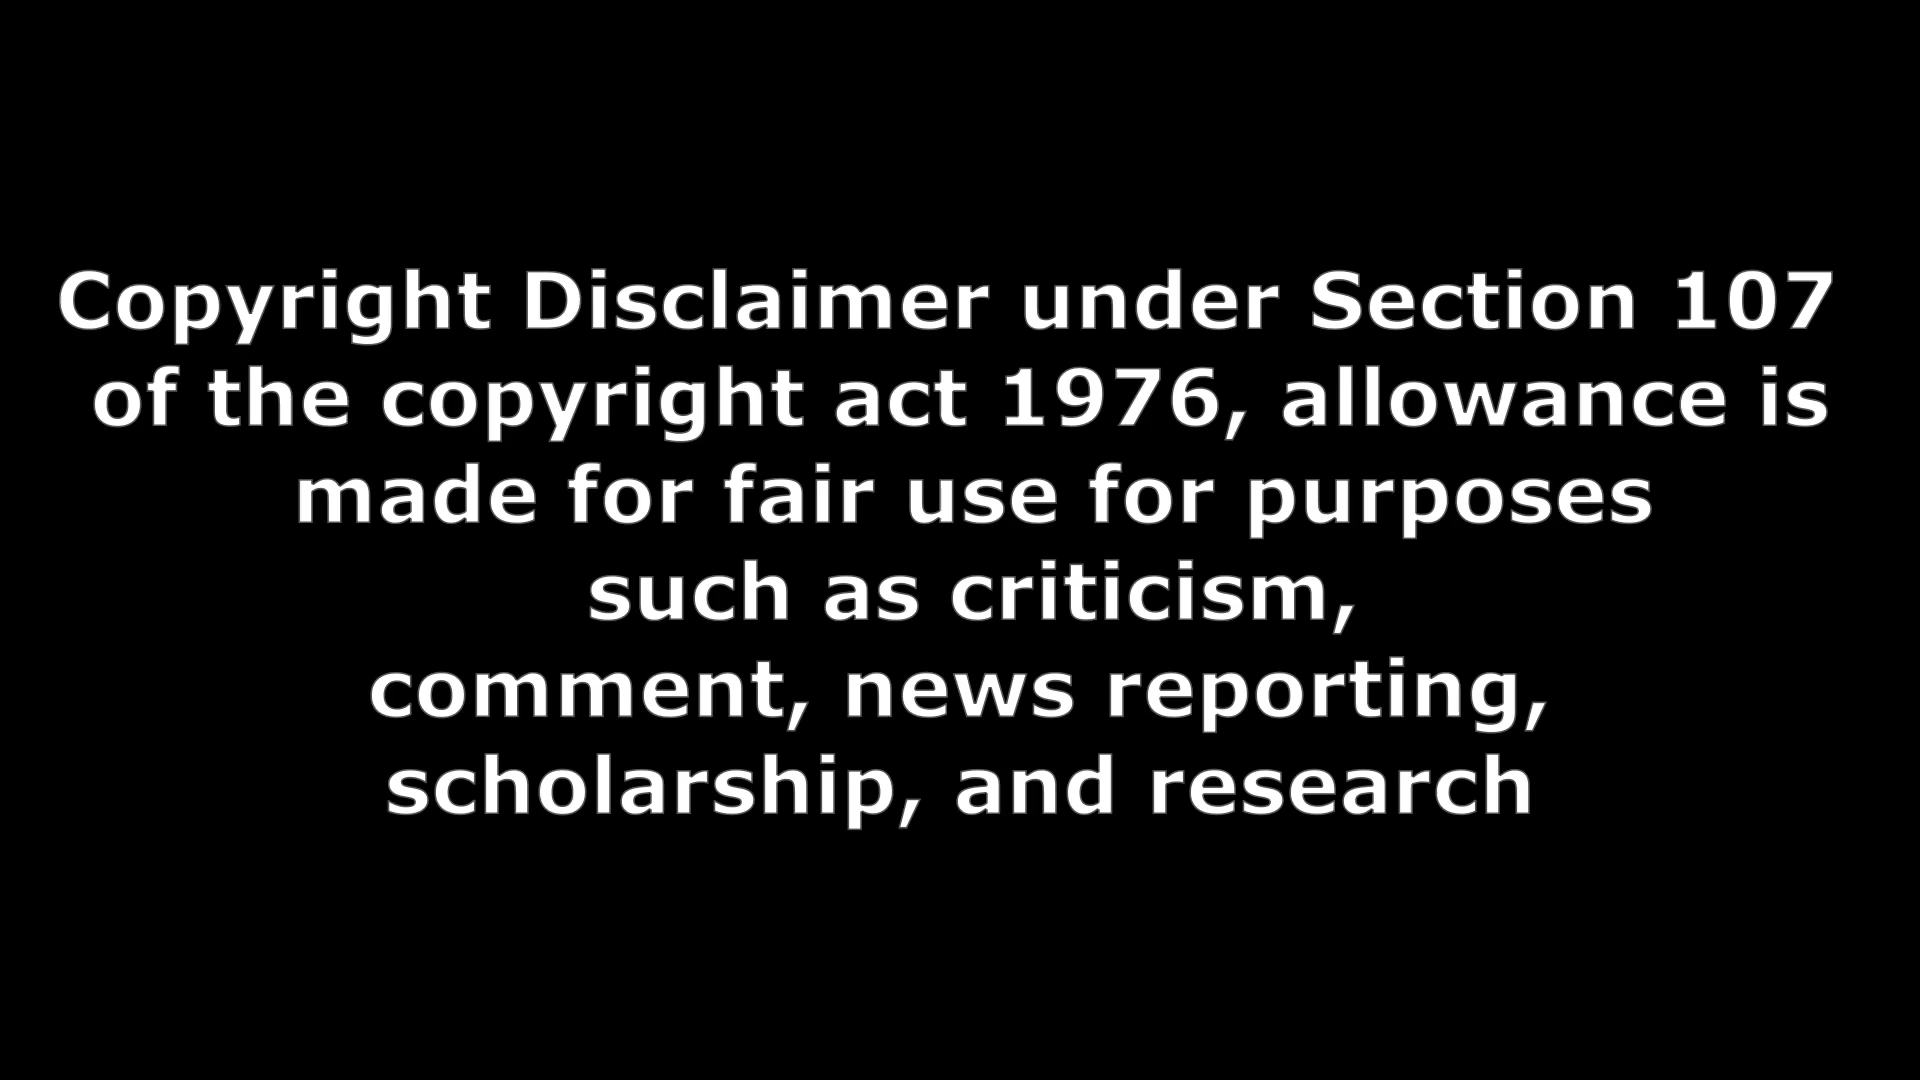 Copyright Disclaimer under Section 107
of the copyright act 1976, allowance is
made for fair use for purposes
such as criticism,
comment, news reporting,
scholarship, and research